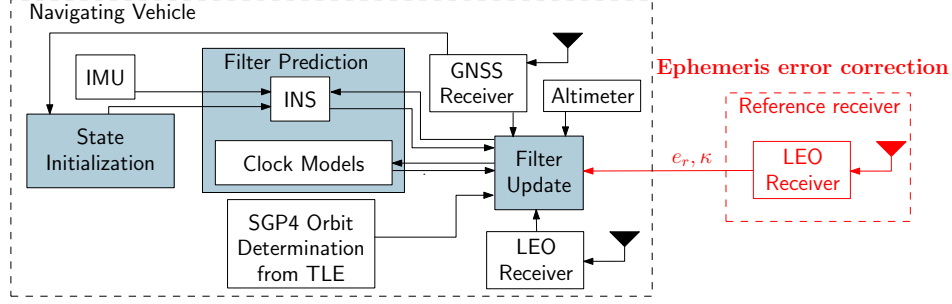 Navigating Vehicle
IMU
Filter Prediction
INS
GNSS
Receiver
Altimeter
Ephemeris error correction
Reference receiver
State
Initialization
Clock Models
Filter
Update
e_r, κ
LEO
Receiver
SGP4 Orbit
Determination
from TLE
LEO
Receiver